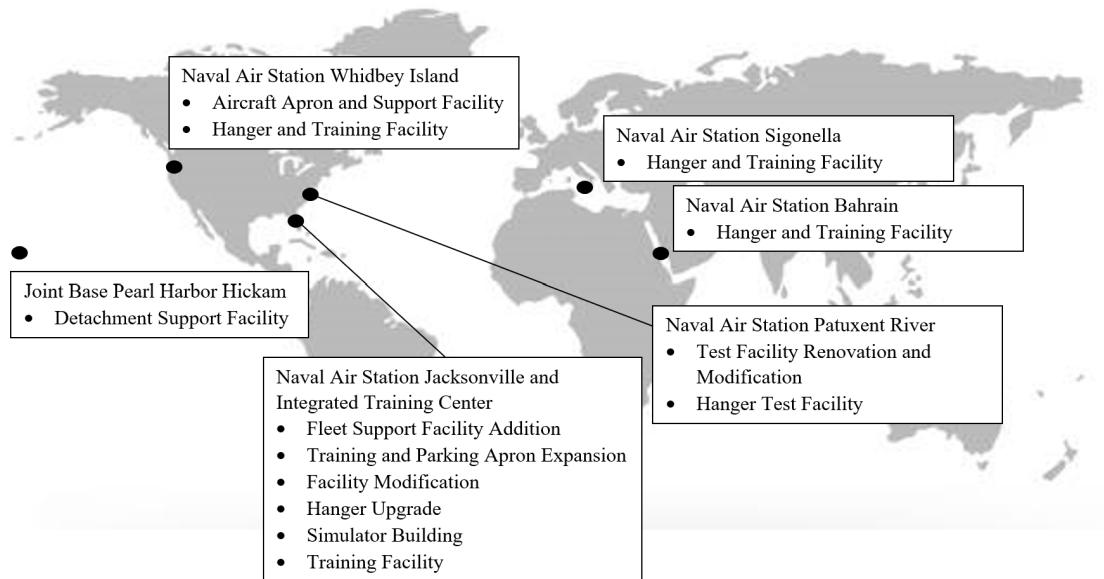 Naval Air Station Whidbey Island
• Aircraft Apron and Support Facility
• Hanger and Training Facility
Naval Air Station Sigonella
• Hanger and Training Facility
Naval Air Station Bahrain
• Hanger and Training Facility
Joint Base Pearl Harbor Hickam
• Detachment Support Facility
Naval Air Station Patuxent River
• Test Facility Renovation and
Modification
• Hanger Test Facility
Naval Air Station Jacksonville and
Integrated Training Center
• Fleet Support Facility Addition
• Training and Parking Apron Expansion
• Facility Modification
• Hanger Upgrade
• Simulator Building
• Training Facility